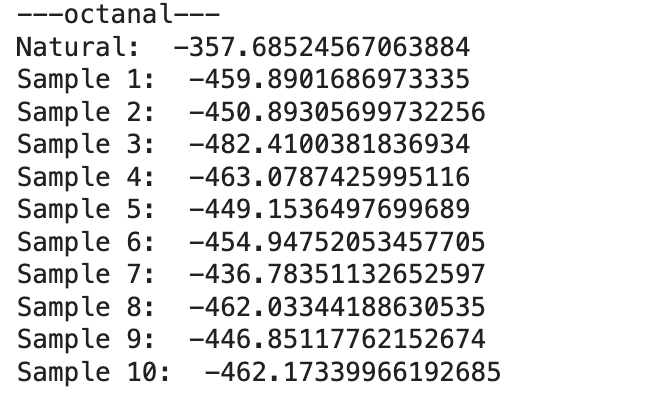 ---octanal---
Natural:  -357.68524567063884
Sample 1:  -459.8901686973335
Sample 2:  -450.89305699732256
Sample 3:  -482.4100381836934
Sample 4:  -463.0787425995116
Sample 5:  -449.1536497699689
Sample 6:  -454.94752053457705
Sample 7:  -436.78351132652597
Sample 8:  -462.03344188630535
Sample 9:  -446.85117762152674
Sample 10:  -462.17339966192685